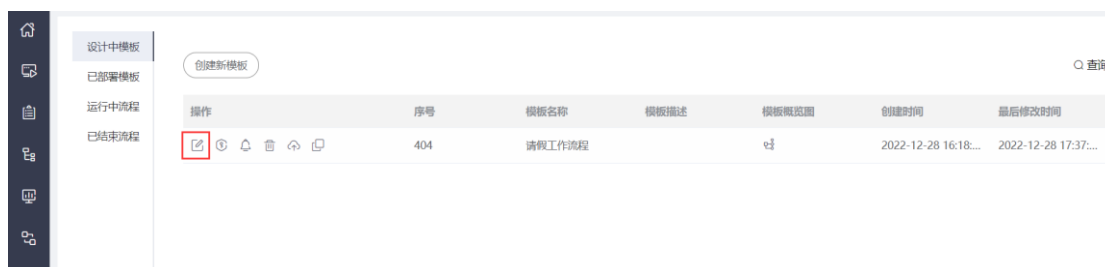 设计中模板
已部署模板
运行中流程
已结束流程
创建新模板
查询
操作 序号 模板名称 模板描述 模板概览图 创建时间 最后修改时间
404 请假工作流程 2022-12-28 16:18:... 2022-12-28 17:37:...